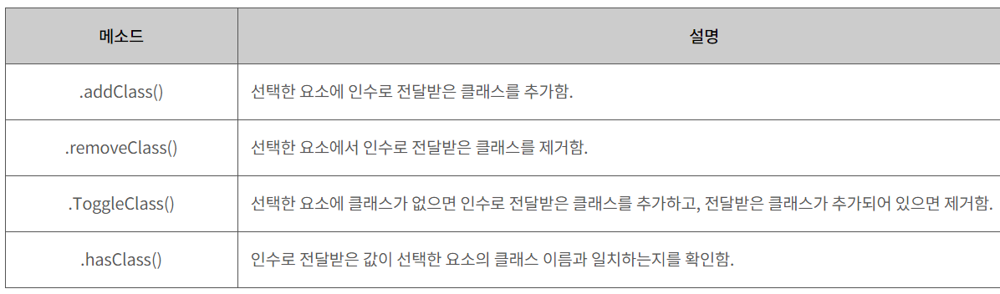 메소드 설명
.addClass() 선택한 요소에 인수로 전달받은 클래스를 추가함.
.removeClass() 선택한 요소에서 인수로 전달받은 클래스를 제거함.
.ToggleClass() 선택한 요소에 클래스가 없으면 인수로 전달받은 클래스를 추가하고, 전달받은 클래스가 추가되어 있으면 제거함.
.hasClass() 인수로 전달받은 값이 선택한 요소의 클래스 이름과 일치하는지를 확인함.